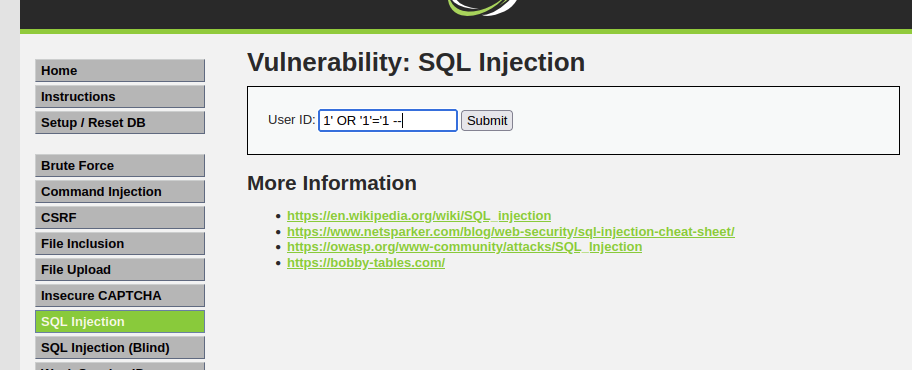 Vulnerability: SQL Injection
Home
Instructions
Setup / Reset DB
Brute Force
Command Injection
CSRF
File Inclusion
File Upload
Insecure CAPTCHA
SQL Injection
SQL Injection (Blind)
User ID: 1' OR '1'='1 -- Submit
More Information
• https://en.wikipedia.org/wiki/SQL_injection
• https://www.netsparker.com/blog/web-security/sql-injection-cheat-sheet/
• https://owasp.org/www-community/attacks/SQL_Injection
• https://bobby-tables.com/